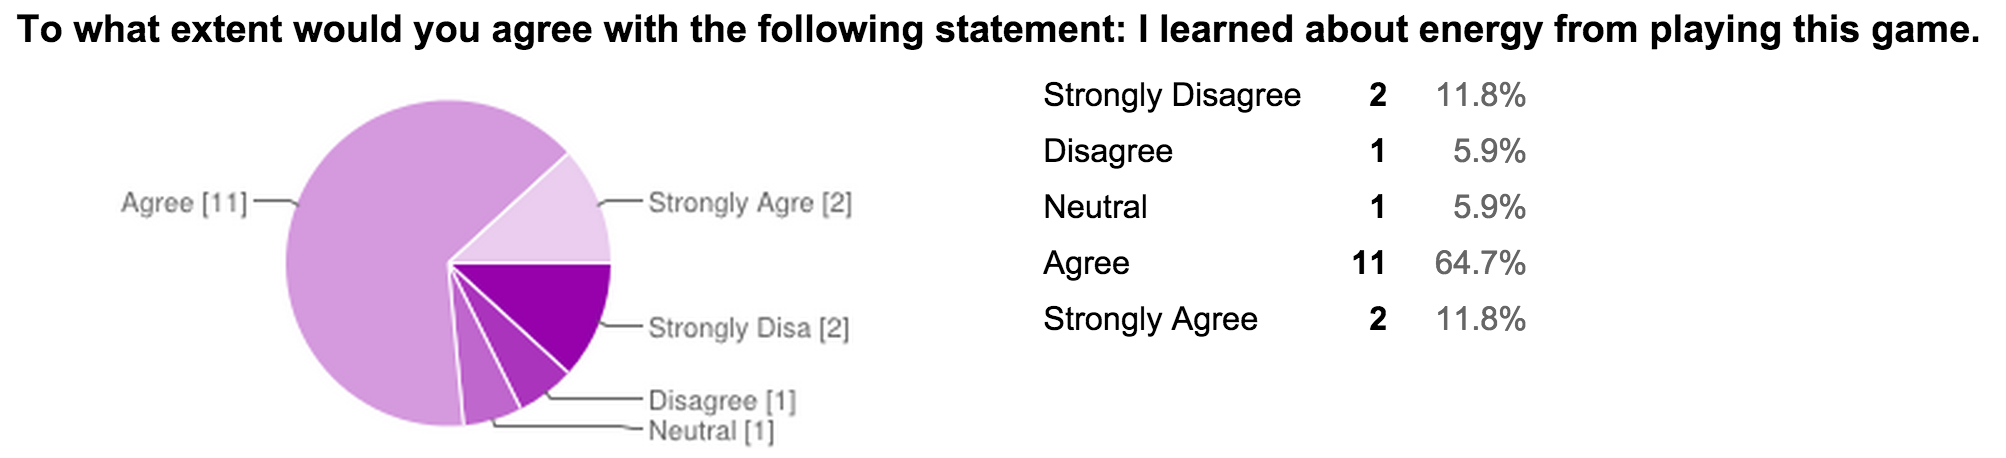 To what extent would you agree with the following statement: I learned about energy from playing this game.
Agree [11]
Strongly Agre [2]
Strongly Disa [2]
Disagree [1]
Neutral [1]
Strongly Disagree 2 11.8%
Disagree 1 5.9%
Neutral 1 5.9%
Agree 11 64.7%
Strongly Agree 2 11.8%